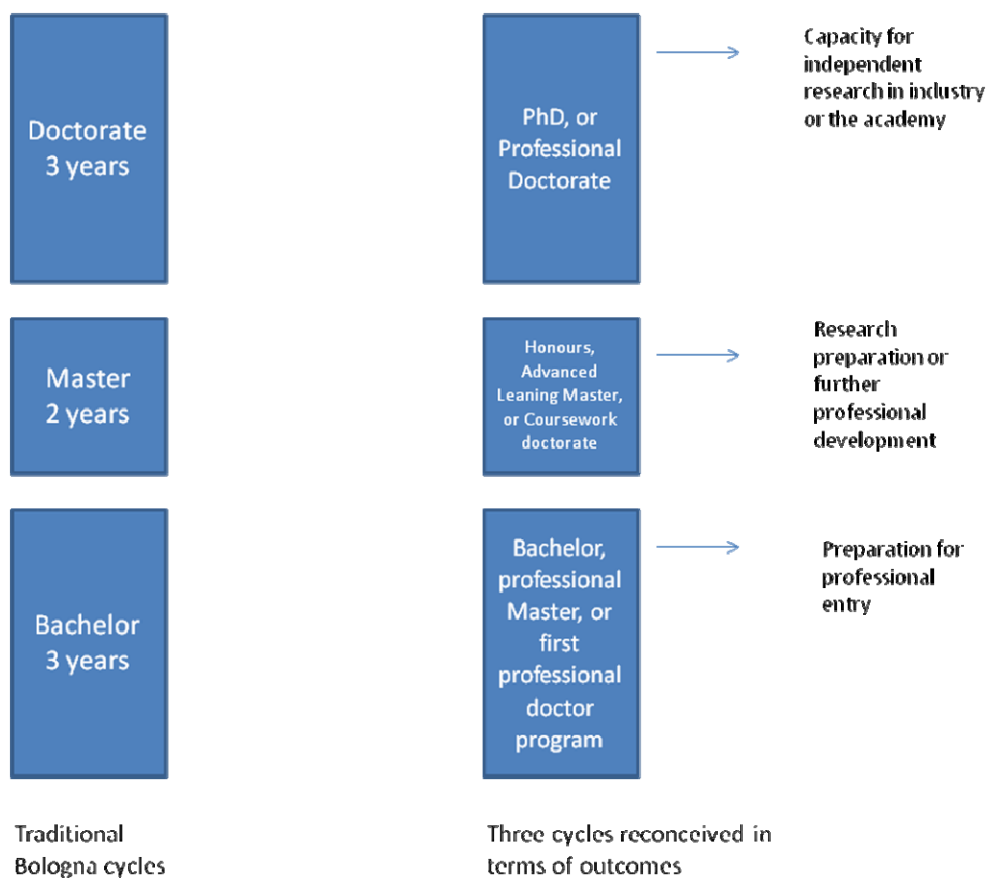 Doctorate
3 years
PhD, or
Professional
Doctorate
Capacity for
independent
research in industry
or the academy
Master
2 years
Honours,
Advanced
Leaning Master,
or Coursework
doctorate
Research
preparation or
further
professional
development
Bachelor
3 years
Bachelor,
professional
Master, or
first
professional
doctor
program
Preparation for
professional
entry
Traditional
Bologna cycles
Three cycles reconceived in
terms of outcomes